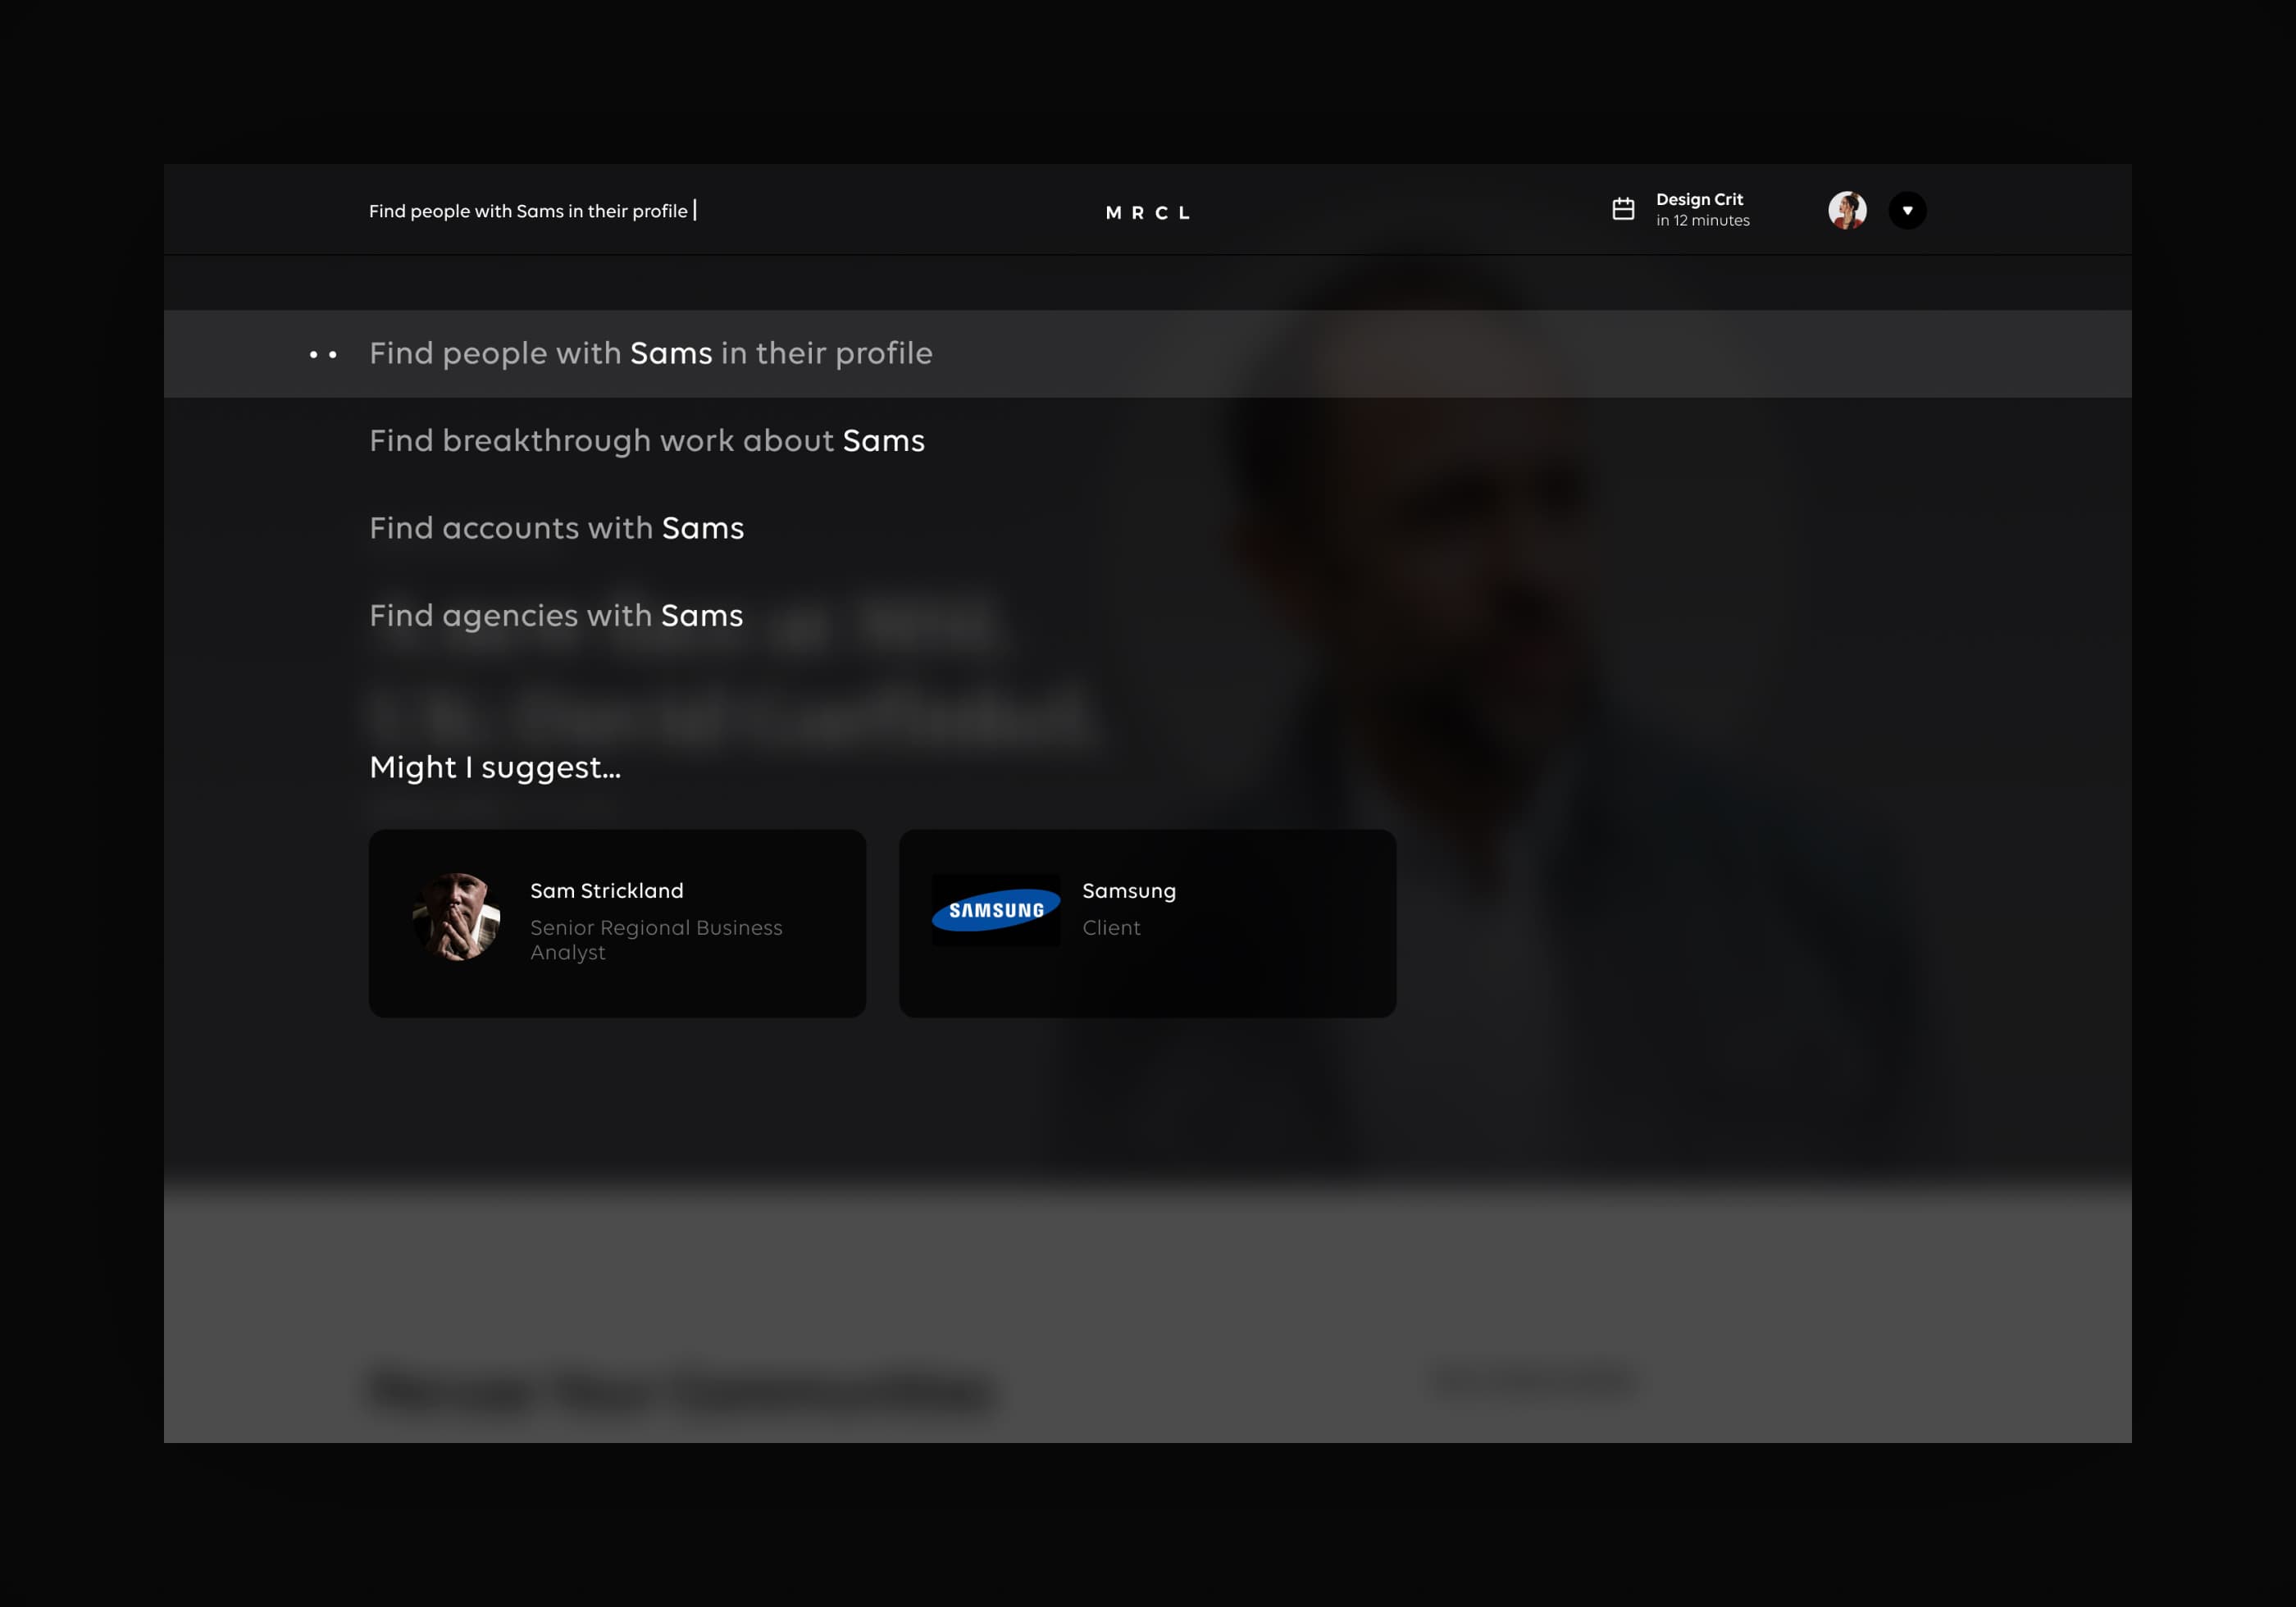 Find people with Sams in their profile
MRCL
Design Crit
in 12 minutes
Find people with Sams in their profile
Find breakthrough work about Sams
Find accounts with Sams
Find agencies with Sams
Might I suggest...
Sam Strickland
Senior Regional Business
Analyst
SAMSUNG
Samsung
Client